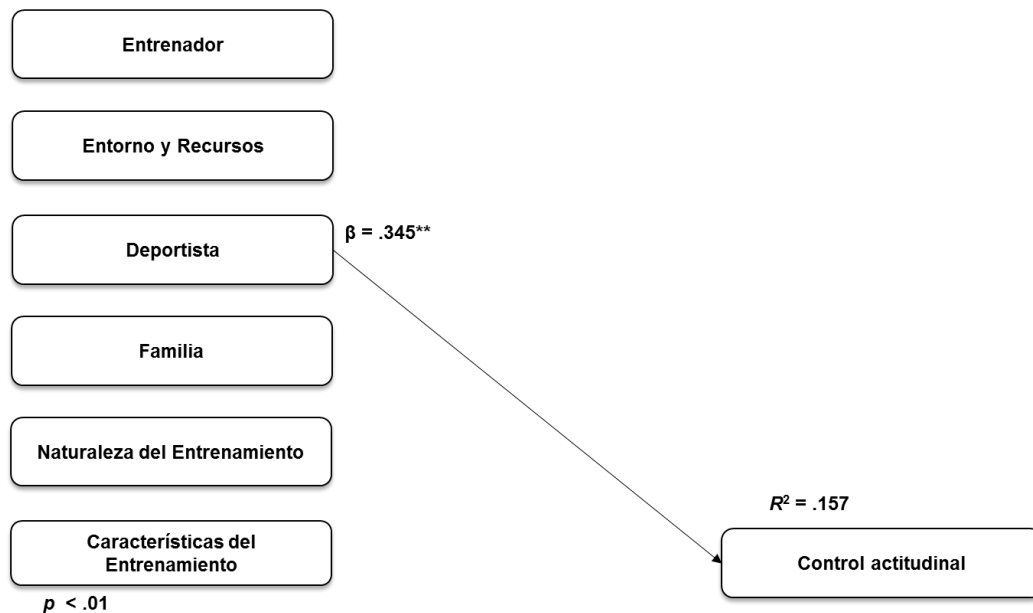 Entrenador
Entorno y Recursos
Deportista
β = .345**
Familia
Naturaleza del Entrenamiento
R² = .157
Características del
Entrenamiento
Control actitudinal
p < .01